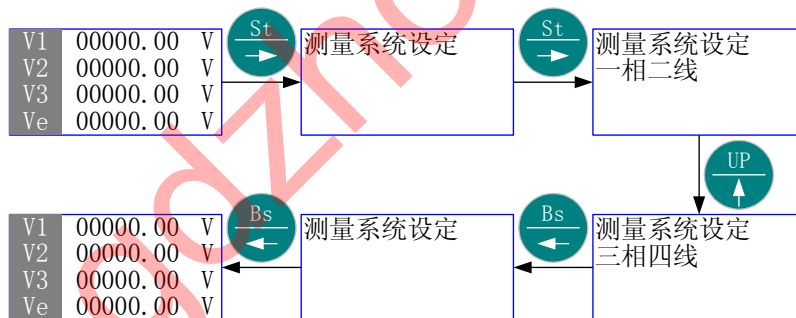 V1 00000.00 V
V2 00000.00 V
V3 00000.00 V
Ve 00000.00 V
St
测量系统设定
St
测量系统设定
一相二线
UP
V1 00000.00 V
V2 00000.00 V
V3 00000.00 V
Ve 00000.00 V
Bs
测量系统设定
Bs
测量系统设定
三相四线